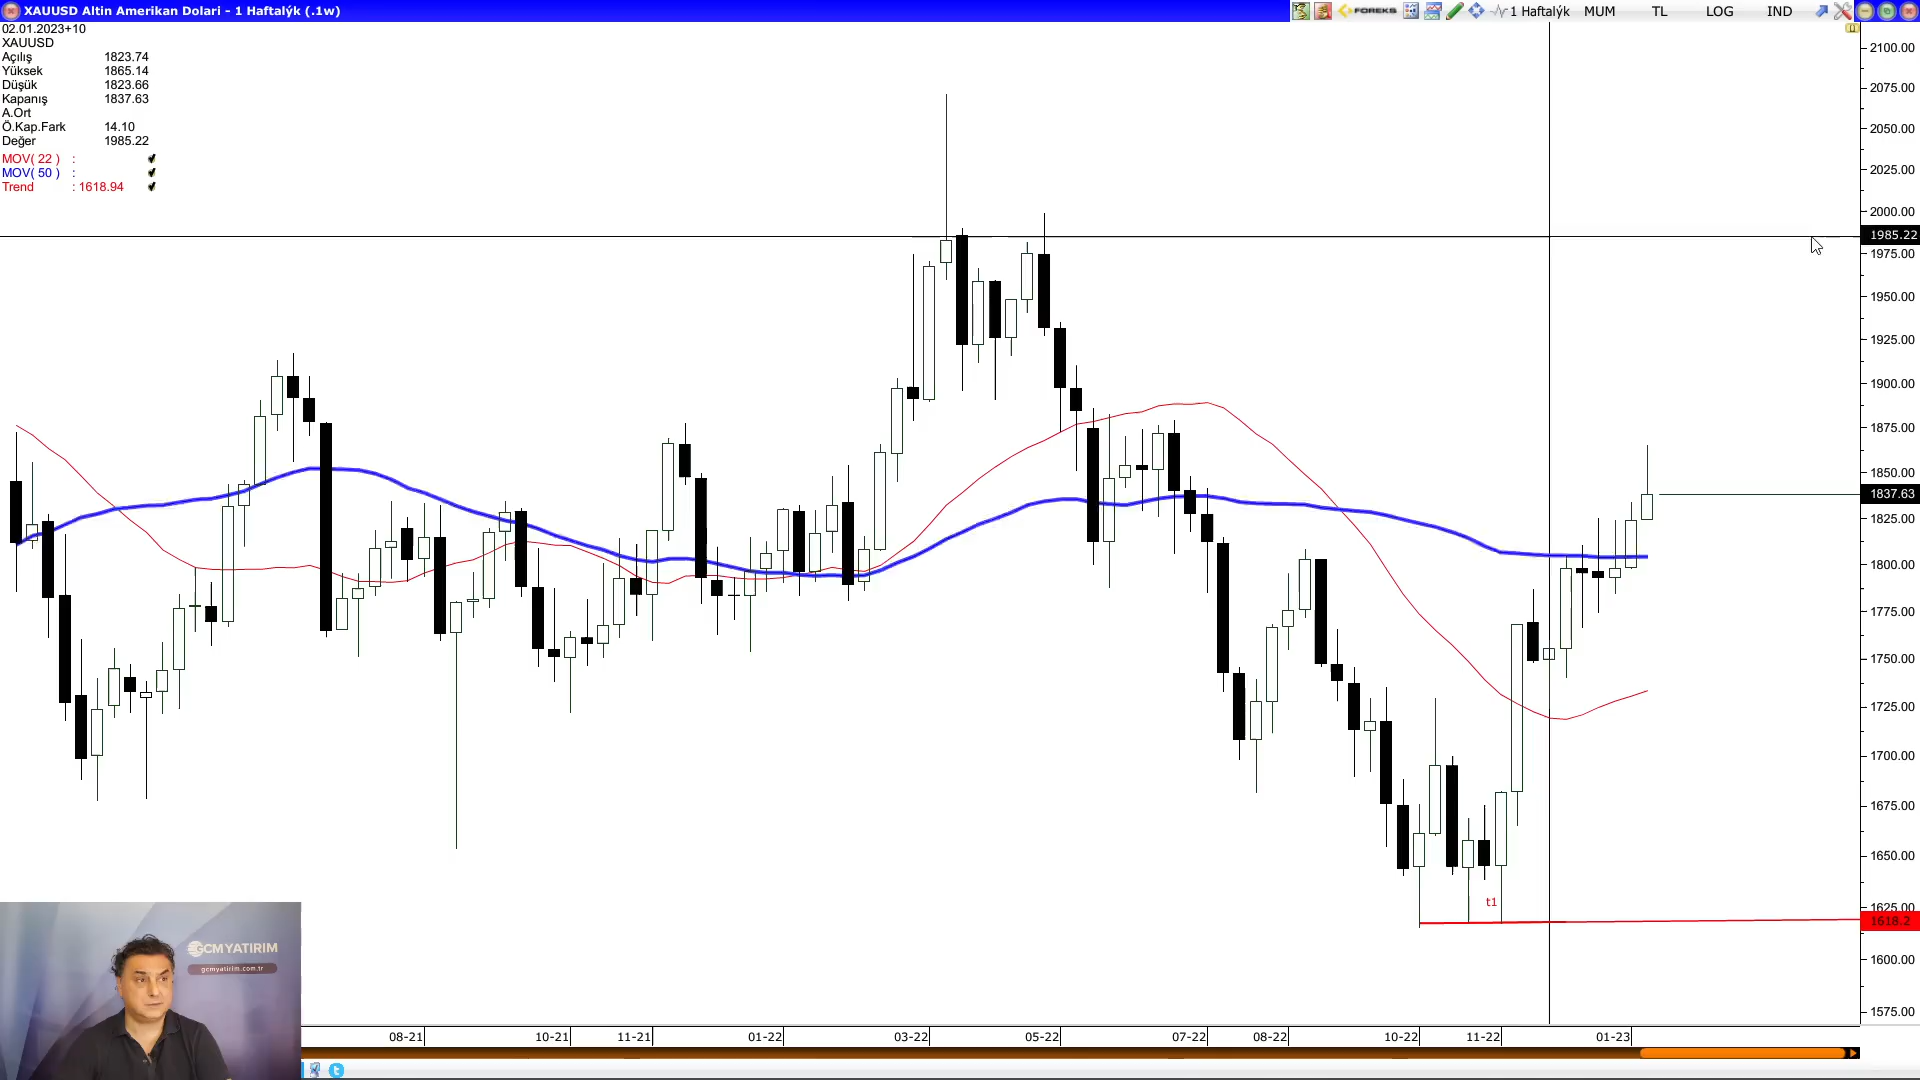 XAUUSD Altin Amerikan Dolari - 1 Haftalýk (.1w)
FOREKS 1 Haftalýk MUM TL LOG IND
02.01.2023+10
XAUUSD
Açılış 1823.74
Yüksek 1865.14
Düşük 1823.66
Kapanış 1837.63
A.Ort
Ö.Kap.Fark 14.10
Değer 1985.22
MOV( 22 ) :
MOV( 50 ) :
Trend : 1618.94
2100.00
2075.00
2050.00
2025.00
2000.00
1985.22
1975.00
1950.00
1925.00
1900.00
1875.00
1850.00
1837.63
1825.00
1800.00
1775.00
1750.00
1725.00
1700.00
1675.00
1650.00
t1
1625.00
1618.2
1600.00
1575.00
GCM YATIRIM
gcmyatirim.com.tr
08-21 10-21 11-21 01-22 03-22 05-22 07-22 08-22 10-22 11-22 01-23